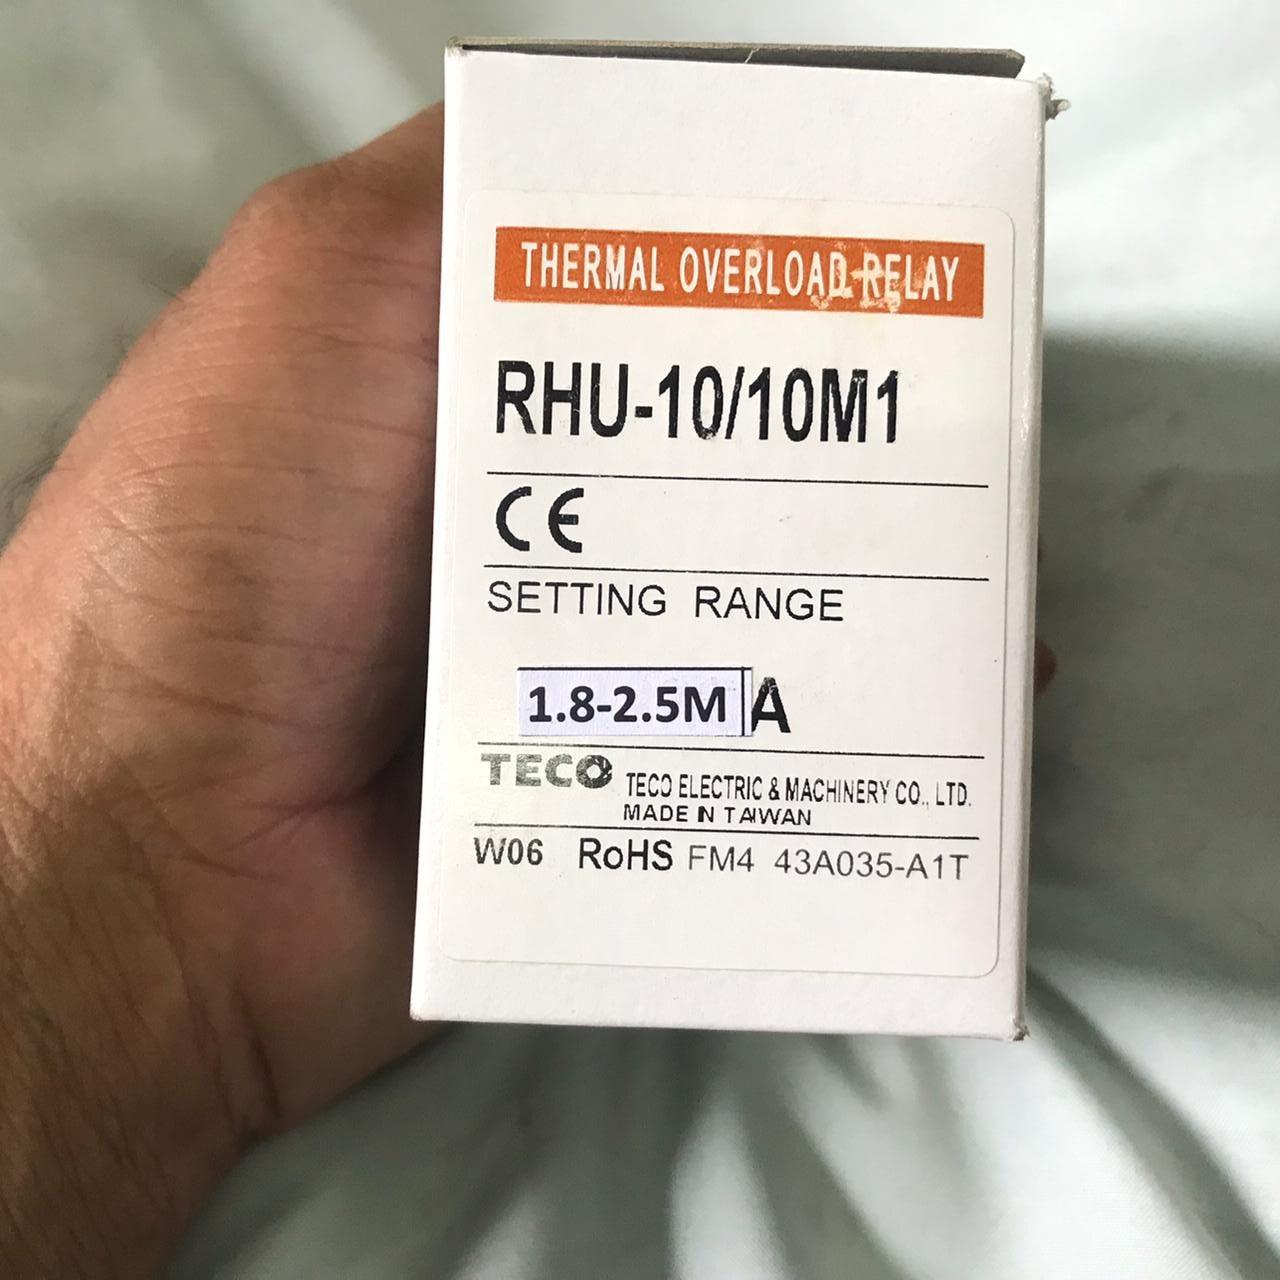 THERMAL OVERLOAD RELAY
RHU-10/10M1
CE
SETTING RANGE
1.8-2.5M A
TECO TECO ELECTRIC & MACHINERY CO., LTD.
MADE IN TAIWAN
W06 RoHS FM4 43A035-A1T